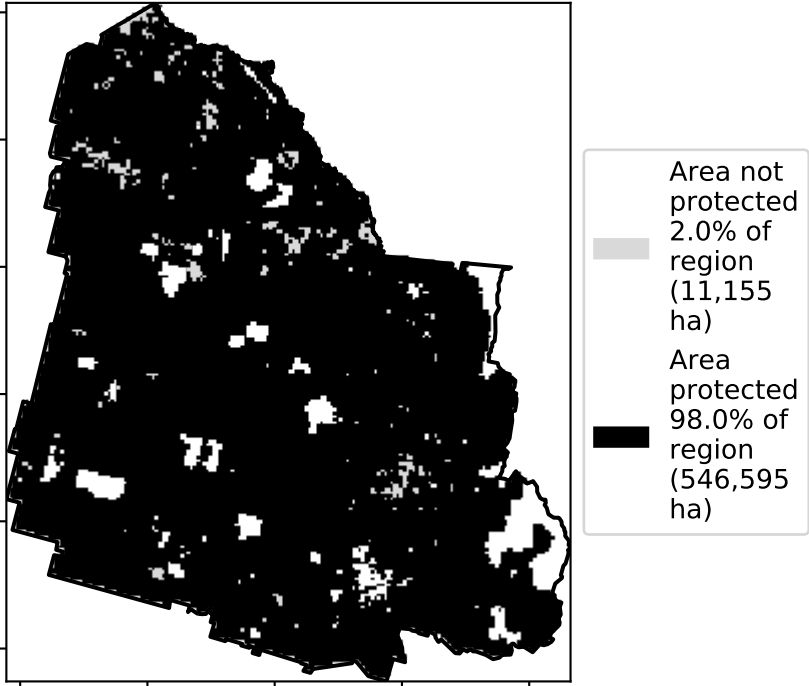 Area not
protected
2.0% of
region
(11,155
ha)
Area
protected
98.0% of
region
(546,595
ha)